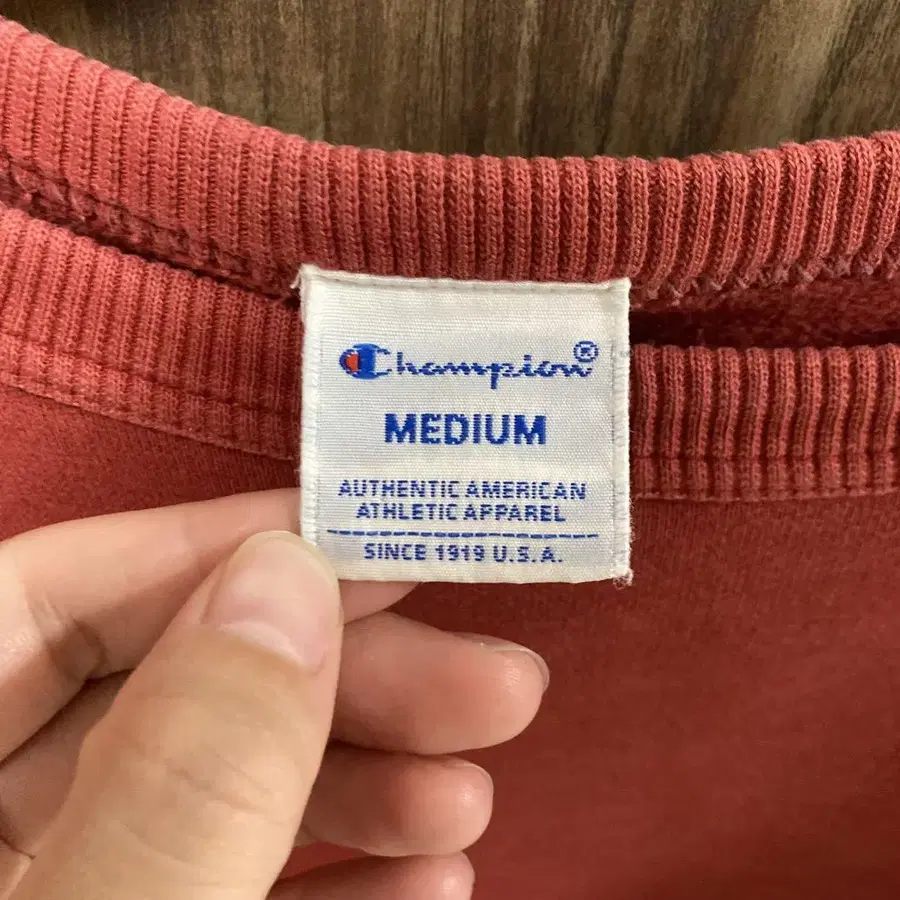 Champion®
MEDIUM
AUTHENTIC AMERICAN
ATHLETIC APPAREL
SINCE 1919 U.S.A.